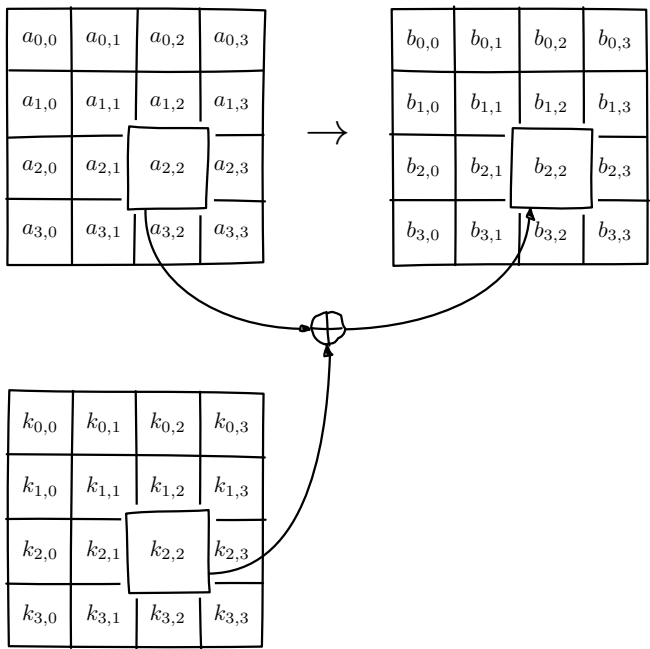 a0,0 a0,1 a0,2 a0,3
a1,0 a1,1 a1,2 a1,3
a2,0 a2,1 a2,2 a2,3
a3,0 a3,1 a3,2 a3,3
→
b0,0 b0,1 b0,2 b0,3
b1,0 b1,1 b1,2 b1,3
b2,0 b2,1 b2,2 b2,3
b3,0 b3,1 b3,2 b3,3
⊕
k0,0 k0,1 k0,2 k0,3
k1,0 k1,1 k1,2 k1,3
k2,0 k2,1 k2,2 k2,3
k3,0 k3,1 k3,2 k3,3